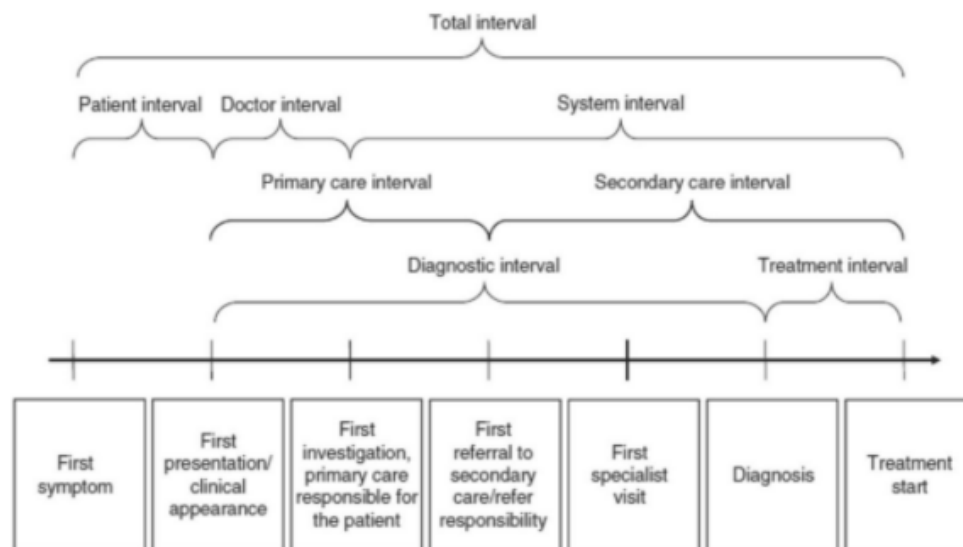 Total interval
Patient interval Doctor interval System interval
Primary care interval Secondary care interval
Diagnostic interval Treatment interval
First
symptom
First
presentation/
clinical
appearance
First
investigation,
primary care
responsible for
the patient
First
referral to
secondary
care/refer
responsibility
First
specialist
visit
Diagnosis
Treatment
start